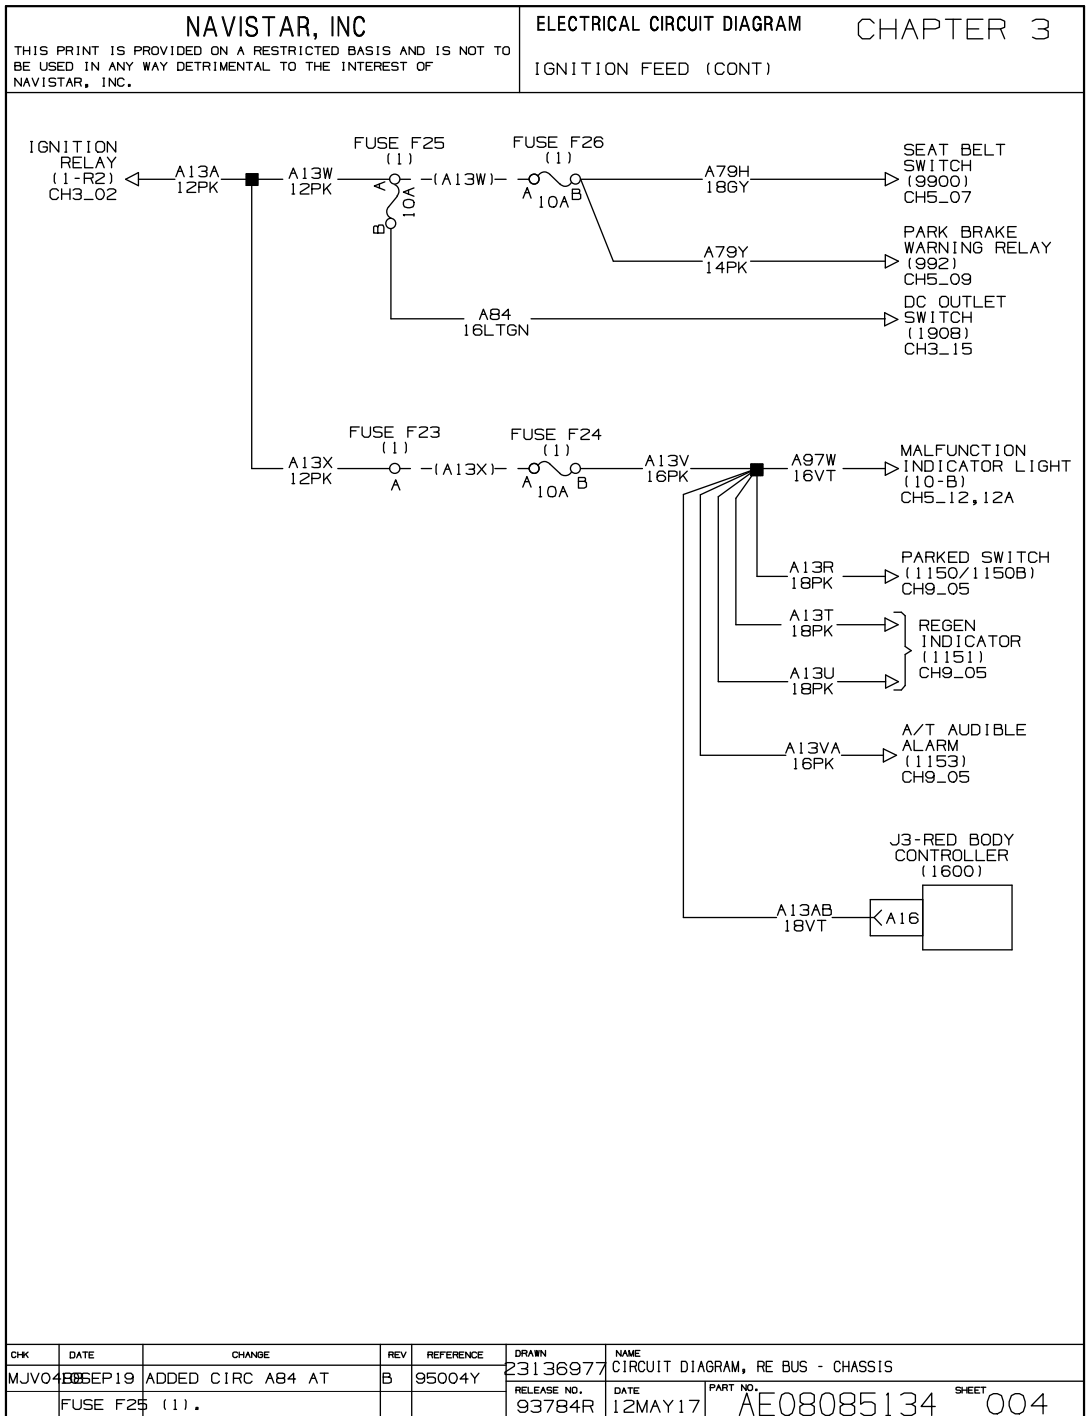 NAVISTAR, INC
THIS PRINT IS PROVIDED ON A RESTRICTED BASIS AND IS NOT TO
BE USED IN ANY WAY DETRIMENTAL TO THE INTEREST OF
NAVISTAR, INC.
ELECTRICAL CIRCUIT DIAGRAM
CHAPTER 3
IGNITION FEED (CONT)
IGNITION
RELAY
(1-R2)
CH3_02
A13A
12PK
A13W
12PK
FUSE F25
(1)
A
10A
B
(A13W)
FUSE F26
(1)
A
10A
B
A79H
18GY
SEAT BELT
SWITCH
(9900)
CH5_07
A79Y
14PK
PARK BRAKE
WARNING RELAY
(992)
CH5_09
A84
16LTGN
DC OUTLET
SWITCH
(1908)
CH3_15
A13X
12PK
FUSE F23
(1)
A
(A13X)
FUSE F24
(1)
A
10A
B
A13V
16PK
A97W
16VT
MALFUNCTION
INDICATOR LIGHT
(10-B)
CH5_12,12A
A13R
18PK
PARKED SWITCH
(1150/1150B)
CH9_05
A13T
18PK
A13U
18PK
REGEN
INDICATOR
(1151)
CH9_05
A13VA
16PK
A/T AUDIBLE
ALARM
(1153)
CH9_05
J3-RED BODY
CONTROLLER
(1600)
A13AB
18VT
A16
CHK
DATE
CHANGE
REV
REFERENCE
SEP19
ADDED CIRC A84 AT
B
95004Y
FUSE F25 (1).
DRAWN
23136977
NAME
CIRCUIT DIAGRAM, RE BUS - CHASSIS
RELEASE NO.
93784R
DATE
12MAY17
PART NO.
AE08085134
SHEET
004